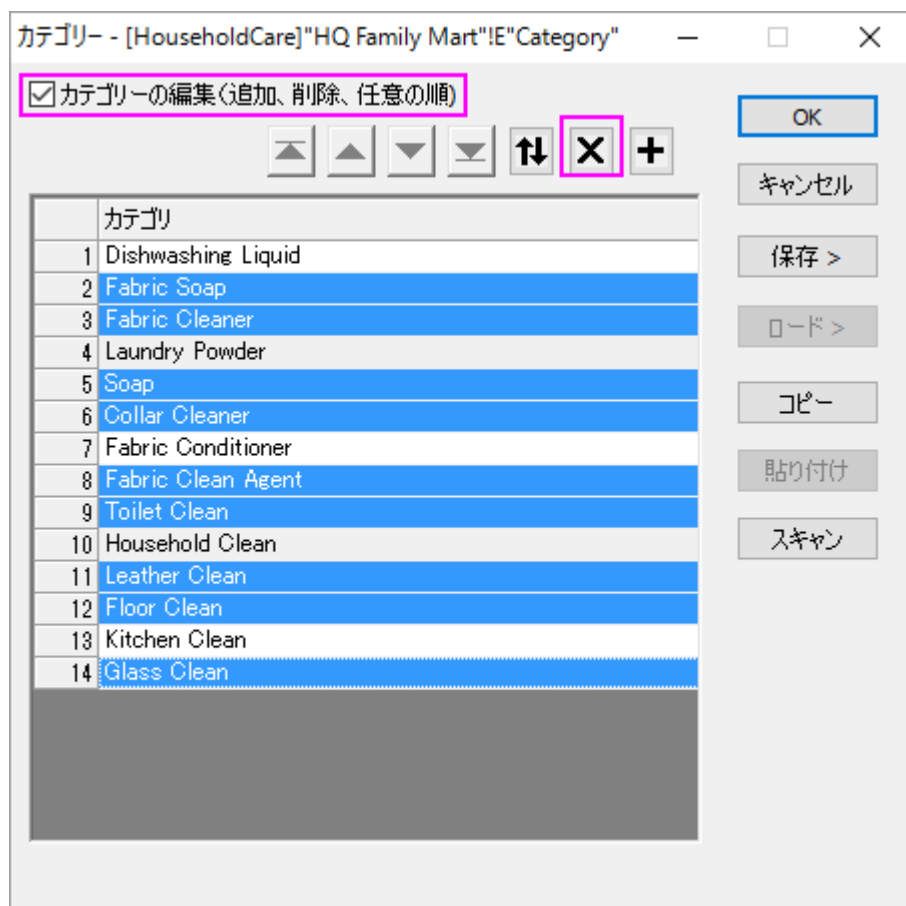 カテゴリー - [HouseholdCare]"HQ Family Mart"!E"Category"
カテゴリーの編集(追加、削除、任意の順)
OK
キャンセル
保存 >
ロード >
コピー
貼り付け
スキャン
カテゴリ
1 Dishwashing Liquid
2 Fabric Soap
3 Fabric Cleaner
4 Laundry Powder
5 Soap
6 Collar Cleaner
7 Fabric Conditioner
8 Fabric Clean Agent
9 Toilet Clean
10 Household Clean
11 Leather Clean
12 Floor Clean
13 Kitchen Clean
14 Glass Clean